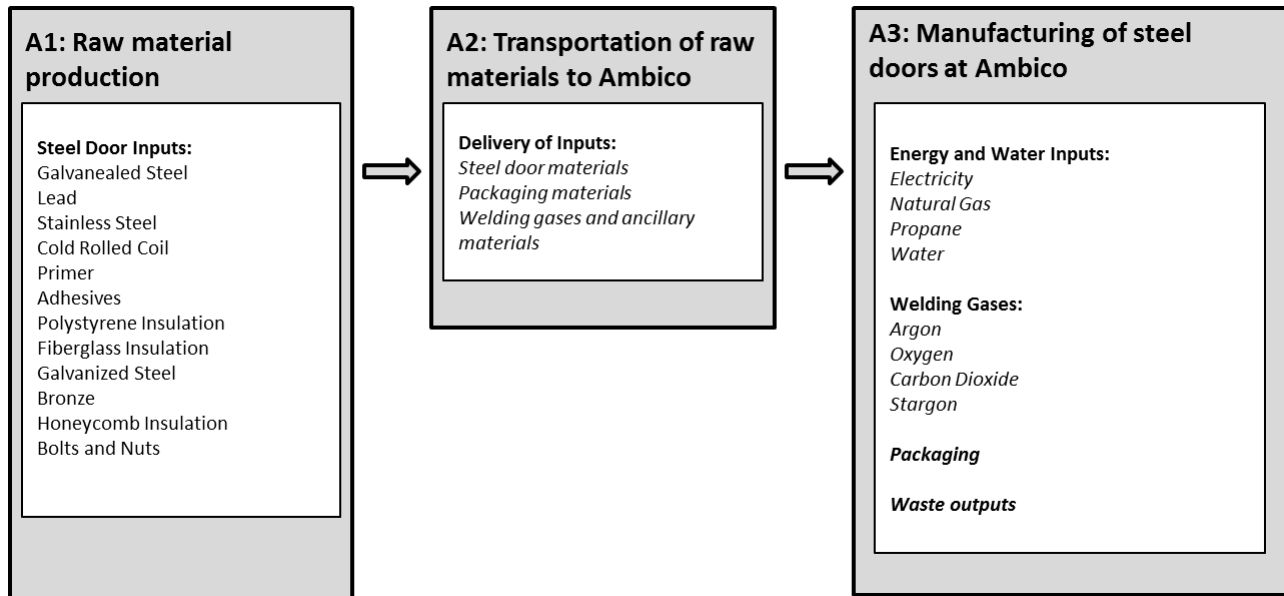 A1: Raw material
production
Steel Door Inputs:
Galvanealed Steel
Lead
Stainless Steel
Cold Rolled Coil
Primer
Adhesives
Polystyrene Insulation
Fiberglass Insulation
Galvanized Steel
Bronze
Honeycomb Insulation
Bolts and Nuts
A2: Transportation of raw
materials to Ambico
Delivery of Inputs:
Steel door materials
Packaging materials
Welding gases and ancillary
materials
A3: Manufacturing of steel
doors at Ambico
Energy and Water Inputs:
Electricity
Natural Gas
Propane
Water
Welding Gases:
Argon
Oxygen
Carbon Dioxide
Stargon
Packaging
Waste outputs